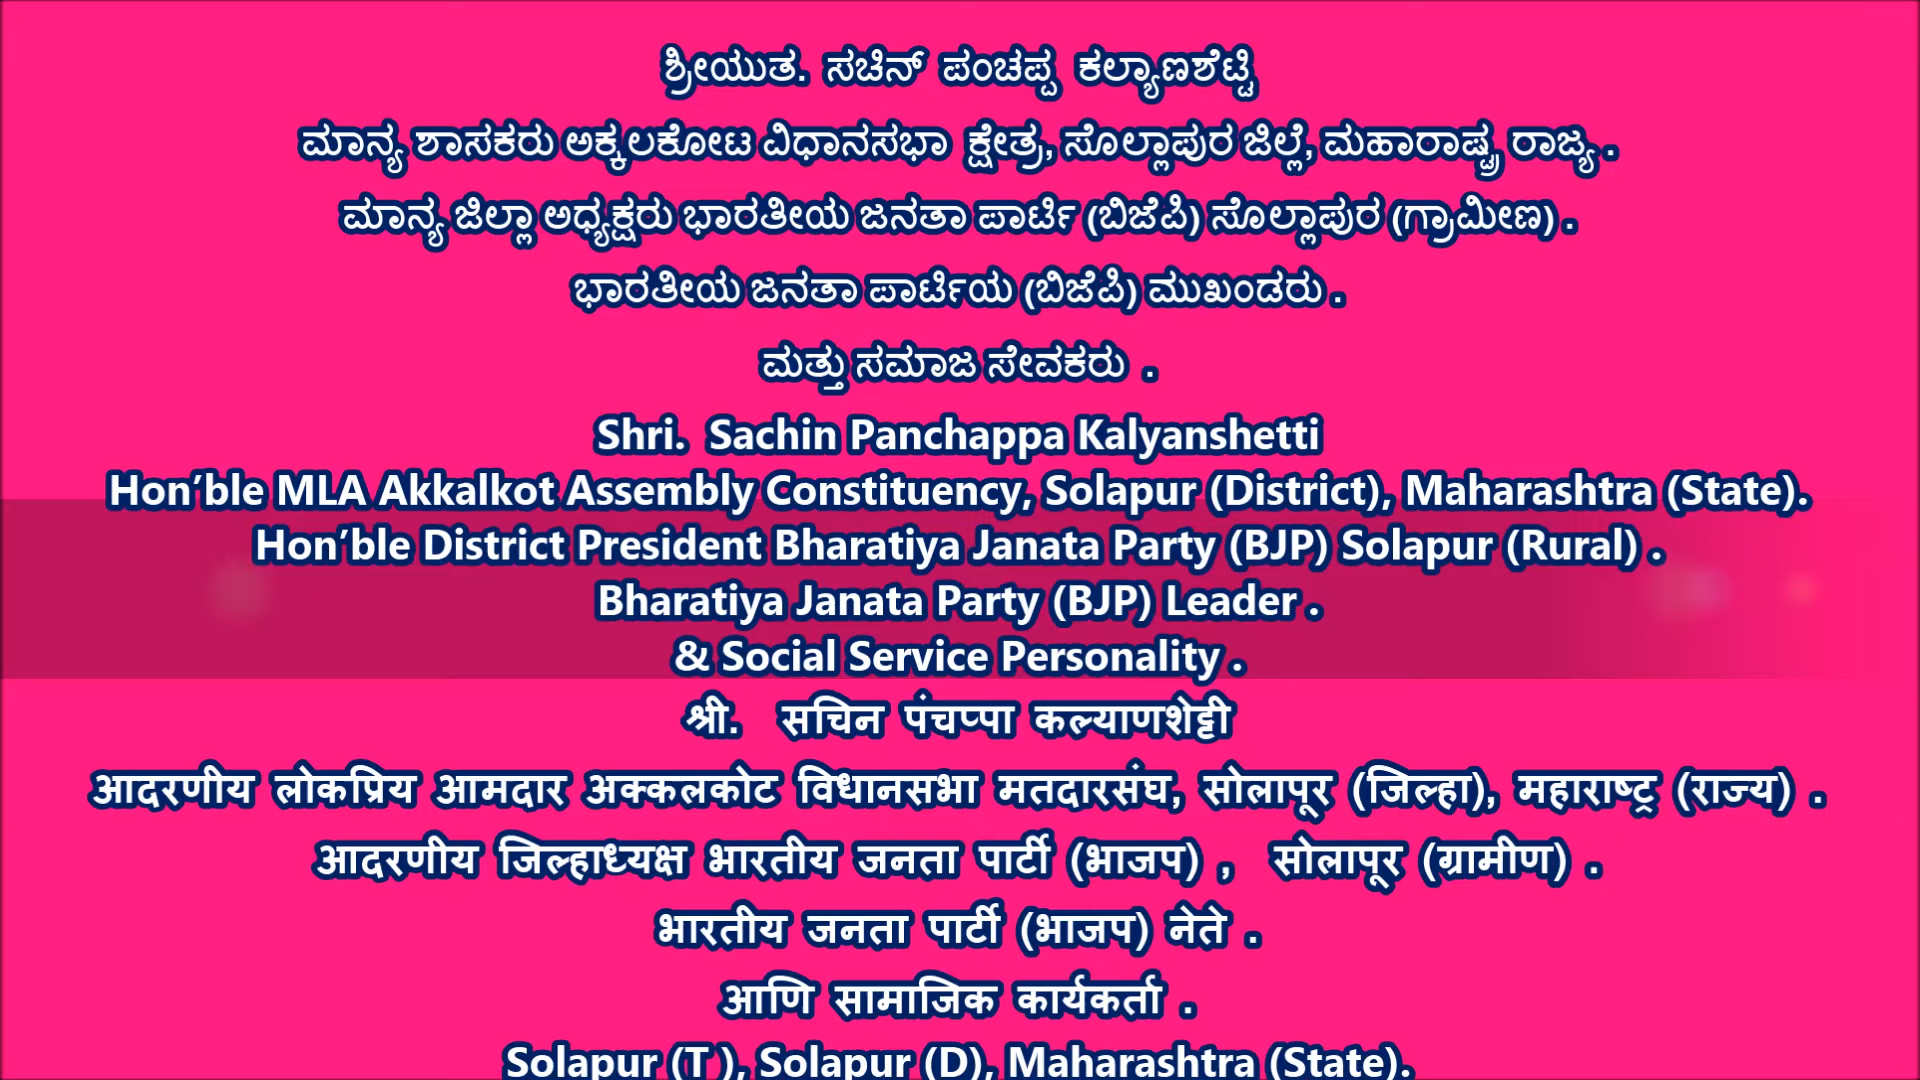 ಶ್ರೀಯುತ. ಸಚಿನ್ ಪಂಚಪ್ಪ ಕಲ್ಯಾಣಶೆಟ್ಟಿ
ಮಾನ್ಯ ಶಾಸಕರು ಅಕ್ಕಲಕೋಟ ವಿಧಾನಸಭಾ ಕ್ಷೇತ್ರ, ಸೊಲ್ಲಾಪುರ ಜಿಲ್ಲೆ, ಮಹಾರಾಷ್ಟ್ರ ರಾಜ್ಯ .
ಮಾನ್ಯ ಜಿಲ್ಲಾ ಅಧ್ಯಕ್ಷರು ಭಾರತೀಯ ಜನತಾ ಪಾರ್ಟಿ (ಬಿಜೆಪಿ) ಸೊಲ್ಲಾಪುರ (ಗ್ರಾಮೀಣ) .
ಭಾರತೀಯ ಜನತಾ ಪಾರ್ಟಿಯ (ಬಿಜೆಪಿ) ಮುಖಂಡರು .
ಮತ್ತು ಸಮಾಜ ಸೇವಕರು .
Shri. Sachin Panchappa Kalyanshetti
Hon’ble MLA Akkalkot Assembly Constituency, Solapur (District), Maharashtra (State).
Hon’ble District President Bharatiya Janata Party (BJP) Solapur (Rural) .
Bharatiya Janata Party (BJP) Leader .
& Social Service Personality .
श्री. सचिन पंचप्पा कल्याणशेट्टी
आदरणीय लोकप्रिय आमदार अक्कलकोट विधानसभा मतदारसंघ, सोलापूर (जिल्हा), महाराष्ट्र (राज्य) .
आदरणीय जिल्हाध्यक्ष भारतीय जनता पार्टी (भाजप) , सोलापूर (ग्रामीण) .
भारतीय जनता पार्टी (भाजप) नेते .
आणि सामाजिक कार्यकर्ता .
Solapur (T ), Solapur (D), Maharashtra (State).